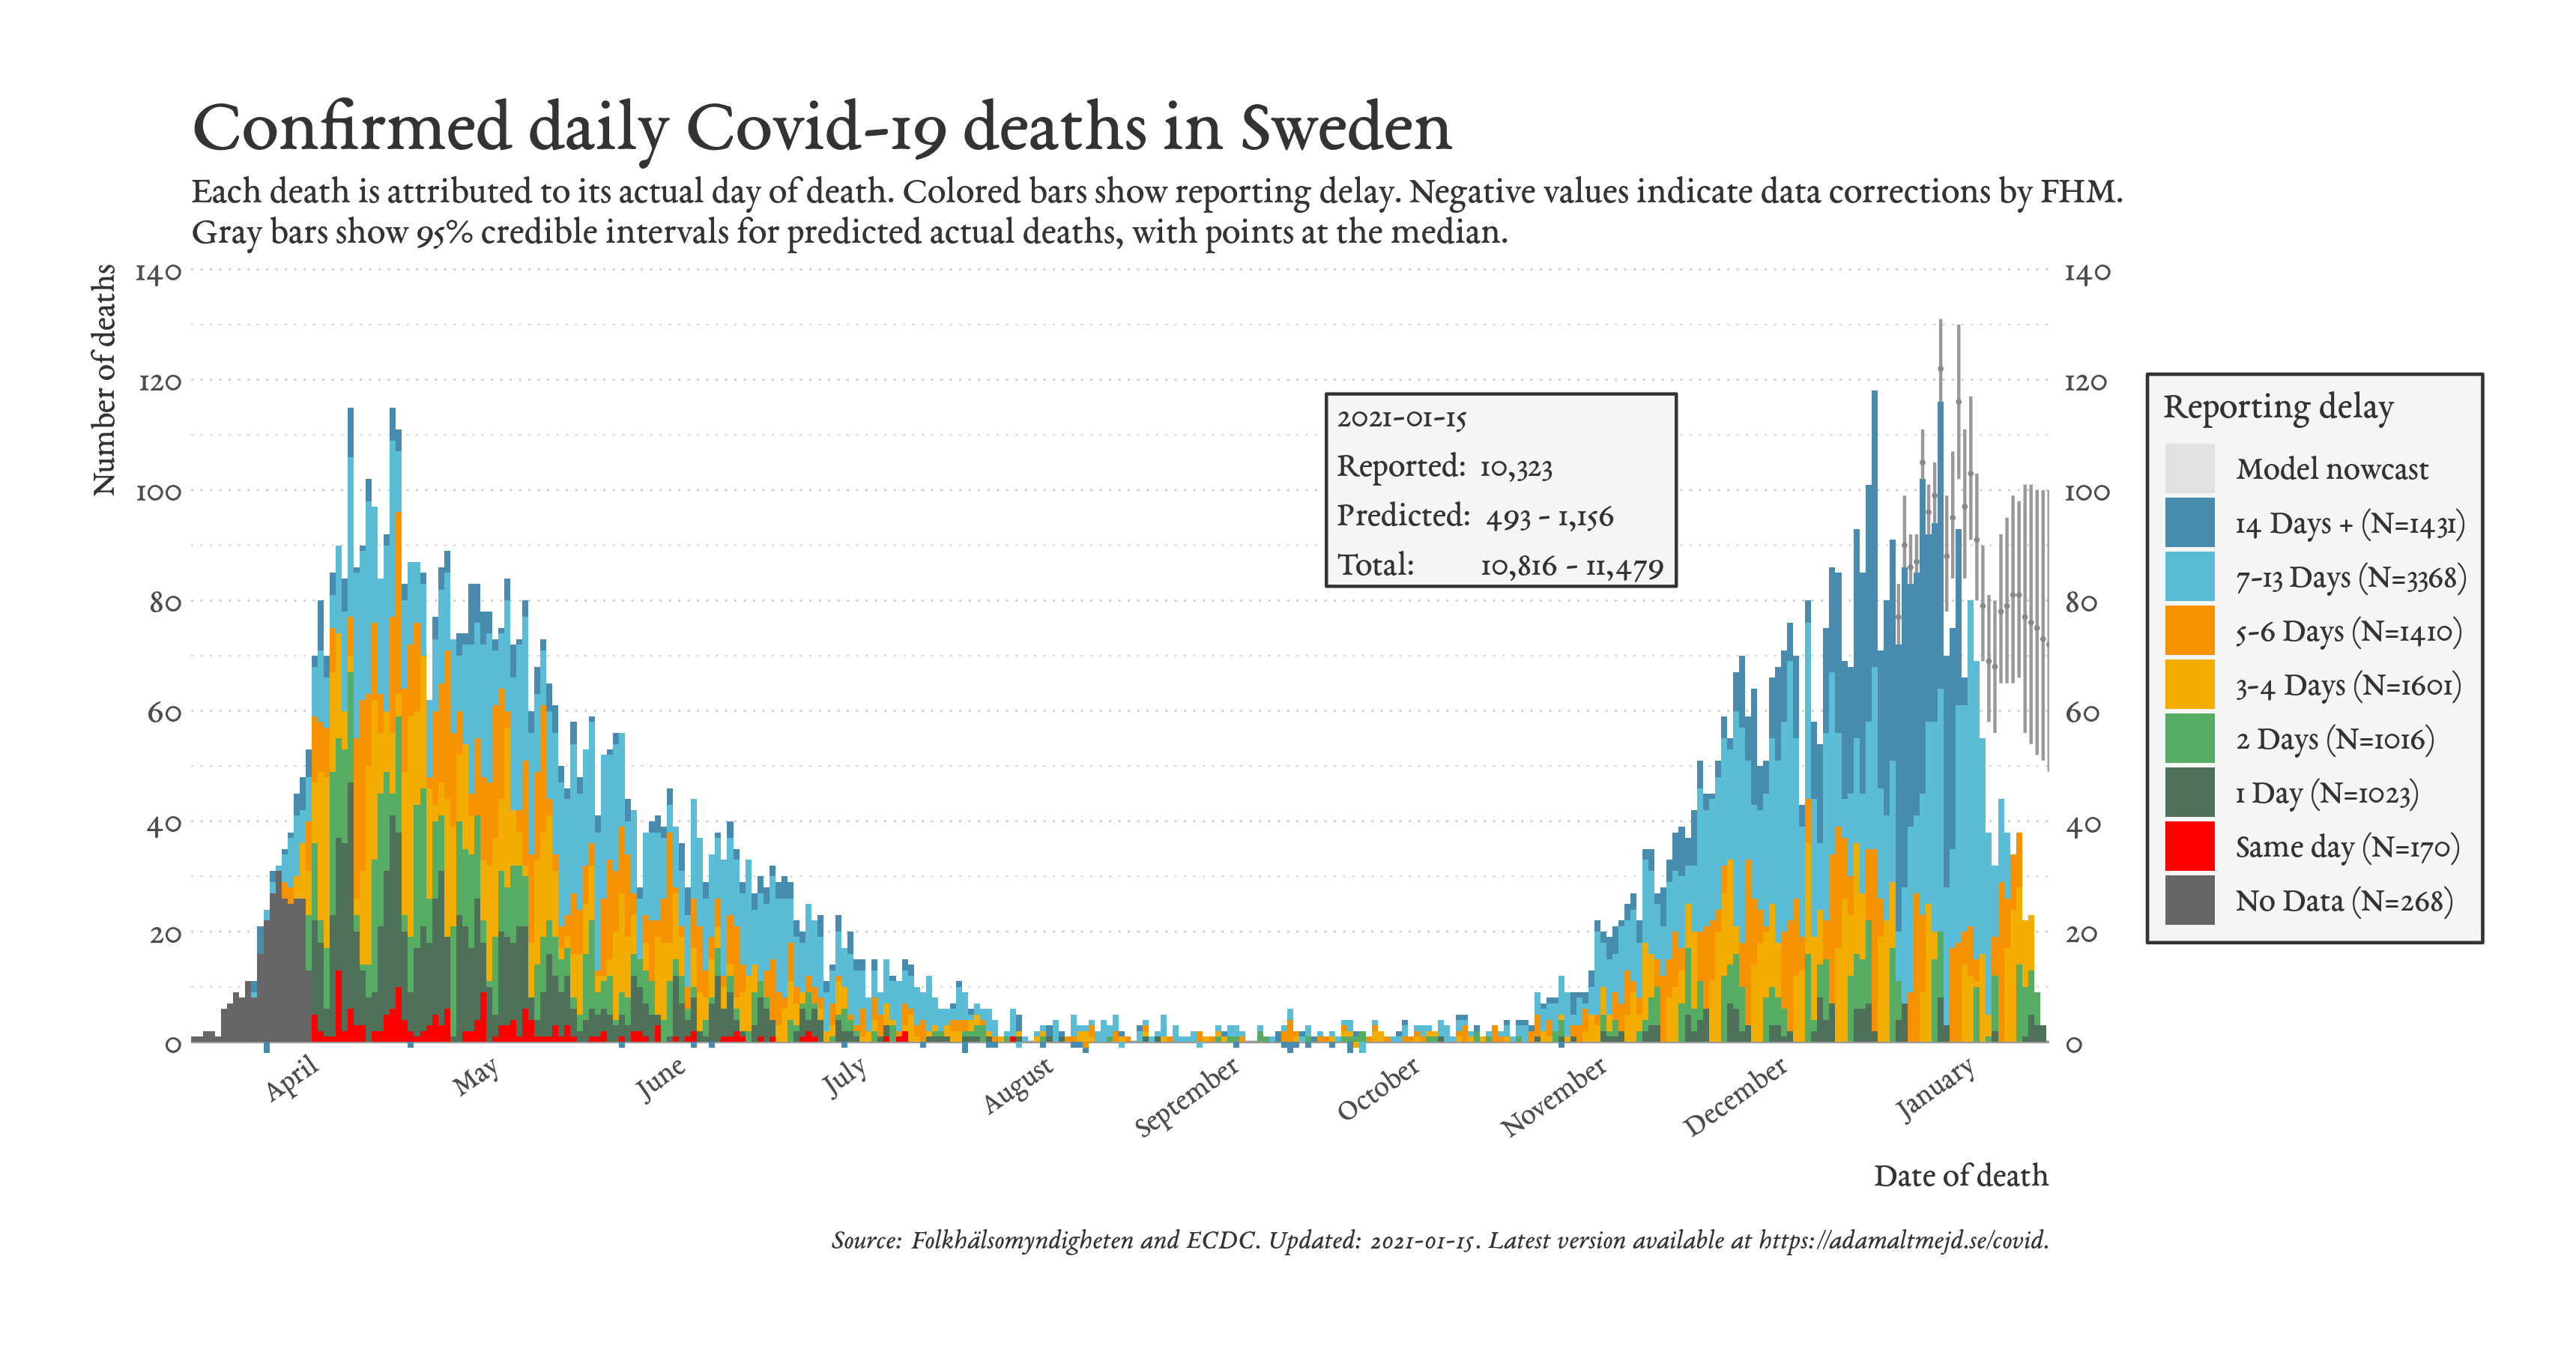 Confirmed daily Covid-19 deaths in Sweden
Each death is attributed to its actual day of death. Colored bars show reporting delay. Negative values indicate data corrections by FHM.
Gray bars show 95% credible intervals for predicted actual deaths, with points at the median.
Number of deaths
140
120
100
80
60
40
20
0
2021-01-15
Reported: 10,323
Predicted: 493 - 1,156
Total: 10,816 - 11,479
140
120
100
80
60
40
20
0
Reporting delay
Model nowcast
14 Days + (N=1431)
7-13 Days (N=3368)
5-6 Days (N=1410)
3-4 Days (N=1601)
2 Days (N=1016)
1 Day (N=1023)
Same day (N=170)
No Data (N=268)
April
May
June
July
August
September
October
November
December
January
Date of death
Source: Folkhälsomyndigheten and ECDC. Updated: 2021-01-15. Latest version available at https://adamaltmejd.se/covid.